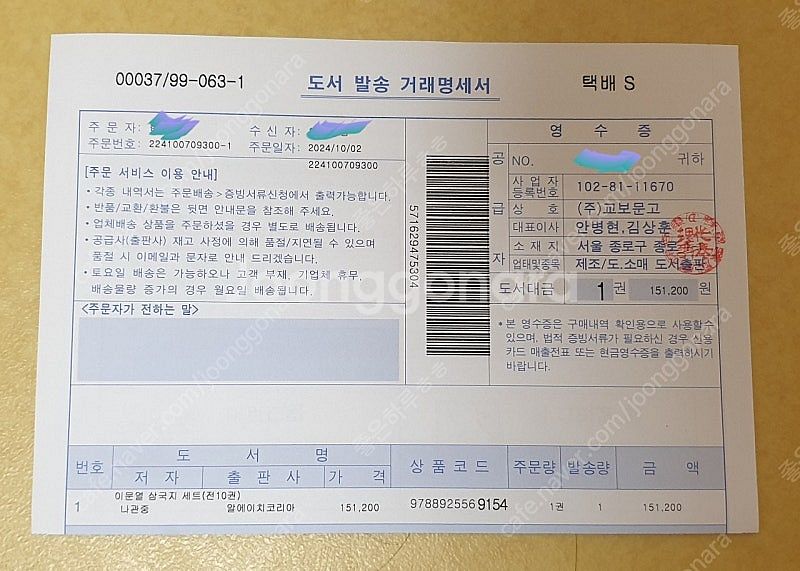 00037/99-063-1
도서 발송 거래명세서
택배 S
주 문 자:
수 신 자:
주문번호: 224100709300-1
주문일자: 2024/10/02
224100709300
[주문 서비스 이용 안내]
• 각종 내역서는 주문배송>증빙서류신청에서 출력가능합니다.
• 반품/교환/환불은 뒷면 안내문을 참조해 주세요.
• 업체배송 상품을 주문하셨을 경우 별도로 배송됩니다.
• 공급사(출판사) 재고 사정에 의해 품절/지연될 수 있으며
품절 시 이메일과 문자로 안내 드리겠습니다.
• 토요일 배송은 가능하오나 고객 부재, 기업체 휴무,
배송물량 증가의 경우 월요일 배송됩니다.
<주문자가 전하는 말>
571629475304
영 수 증
공 급 자
NO. 귀하
사 업 자 등록번호 102-81-11670
상 호 (주)교보문고
대표이사 안병현,김상훈
소 재 지 서울 종로구 종로
업태및종목 제조/도.소매 도서출판
도서대금 1 권 151,200 원
* 본 영수증은 구매내역 확인용으로 사용할수
있으며, 법적 증빙서류가 필요하신 경우 신용
카드 매출전표 또는 현금영수증을 출력하시기
바랍니다.
번호 도 서 명 상 품 코 드 주문량 발송량 금 액
저 자 출 판 사 가 격
1 이문열 삼국지 세트(전10권) 9788925569154 1권 1 151,200
나관중 알에이치코리아 151,200
joonggonara
cafe.naver.com/joonggonara